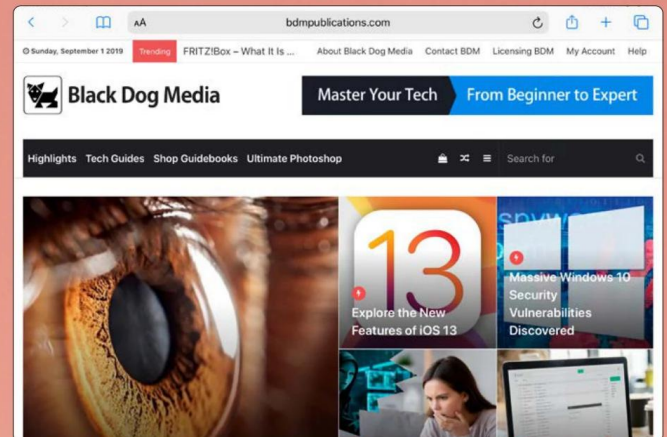 AA
bdmpublications.com
Sunday, September 1 2019
Trending
FRITZ!Box – What It Is ...
About Black Dog Media
Contact BDM
Licensing BDM
My Account
Help
Black Dog Media
Master Your Tech
From Beginner to Expert
Highlights
Tech Guides
Shop Guidebooks
Ultimate Photoshop
Search for
13
Explore the New
Features of iOS 13
Massive Windows 10
Security
Vulnerabilities
Discovered